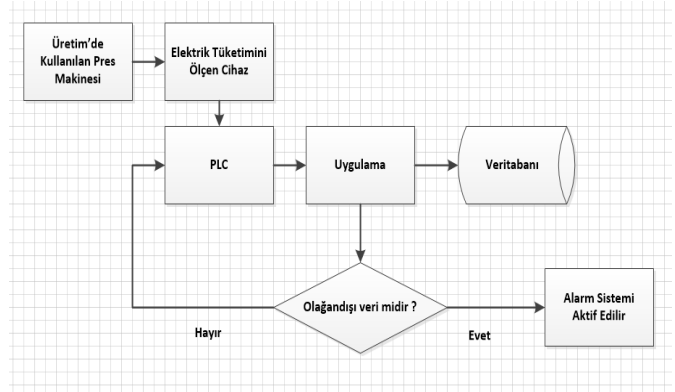 Üretim’de
Kullanılan Pres
Makinesi
Elektrik Tüketimini
Ölçen Cihaz
PLC
Uygulama
Veritabanı
Olağandışı veri midir ?
Hayır
Evet
Alarm Sistemi
Aktif Edilir